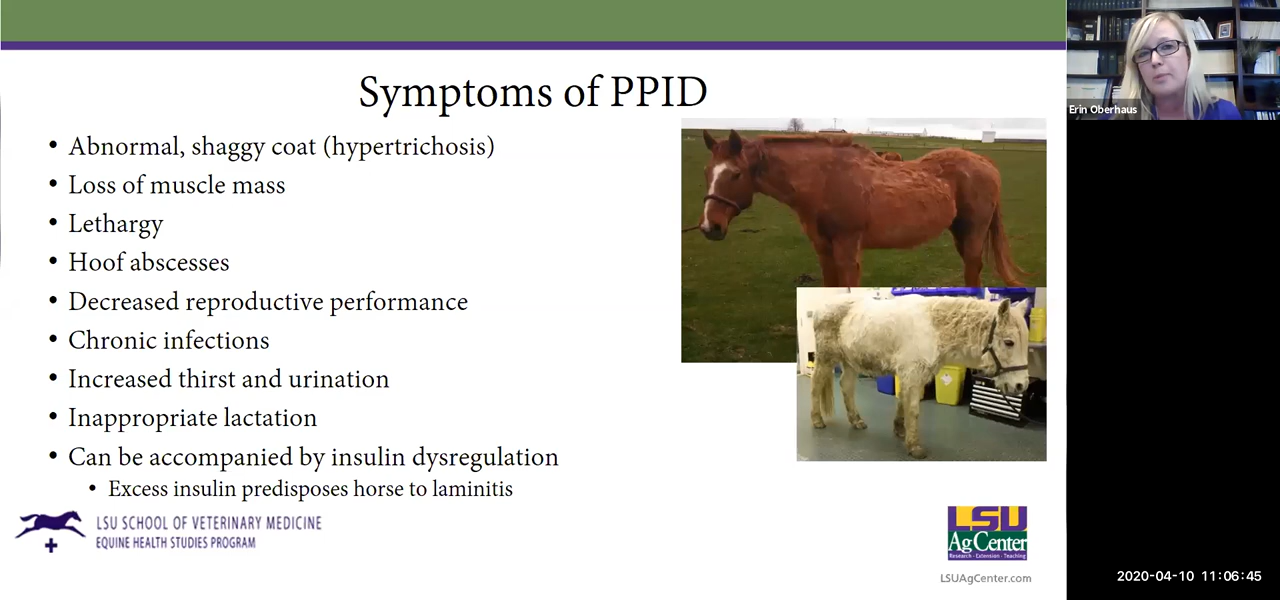 Symptoms of PPID
• Abnormal, shaggy coat (hypertrichosis)
• Loss of muscle mass
• Lethargy
• Hoof abscesses
• Decreased reproductive performance
• Chronic infections
• Increased thirst and urination
• Inappropriate lactation
• Can be accompanied by insulin dysregulation
• Excess insulin predisposes horse to laminitis
LSU SCHOOL OF VETERINARY MEDICINE
EQUINE HEALTH STUDIES PROGRAM
LSU
Ag Center
Research · Extension · Teaching
LSUAgCenter.com
Erin Oberhaus
2020-04-10 11:06:45